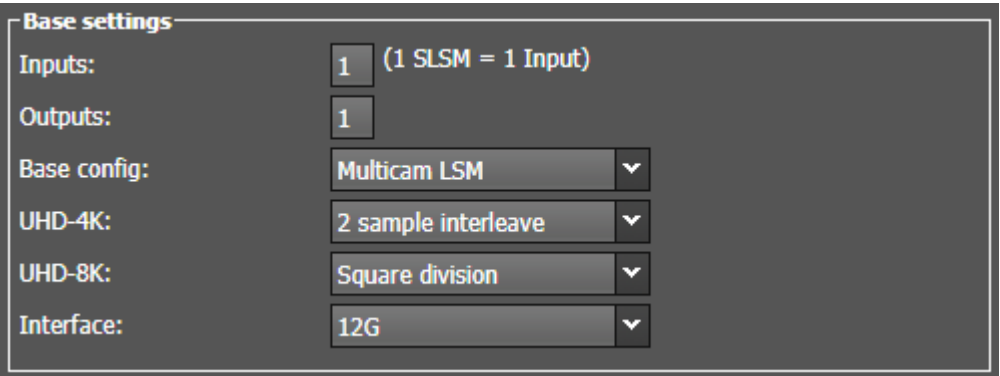 Base settings
Inputs: 1 (1 SLSM = 1 Input)
Outputs: 1
Base config: Multicam LSM
UHD-4K: 2 sample interleave
UHD-8K: Square division
Interface: 12G